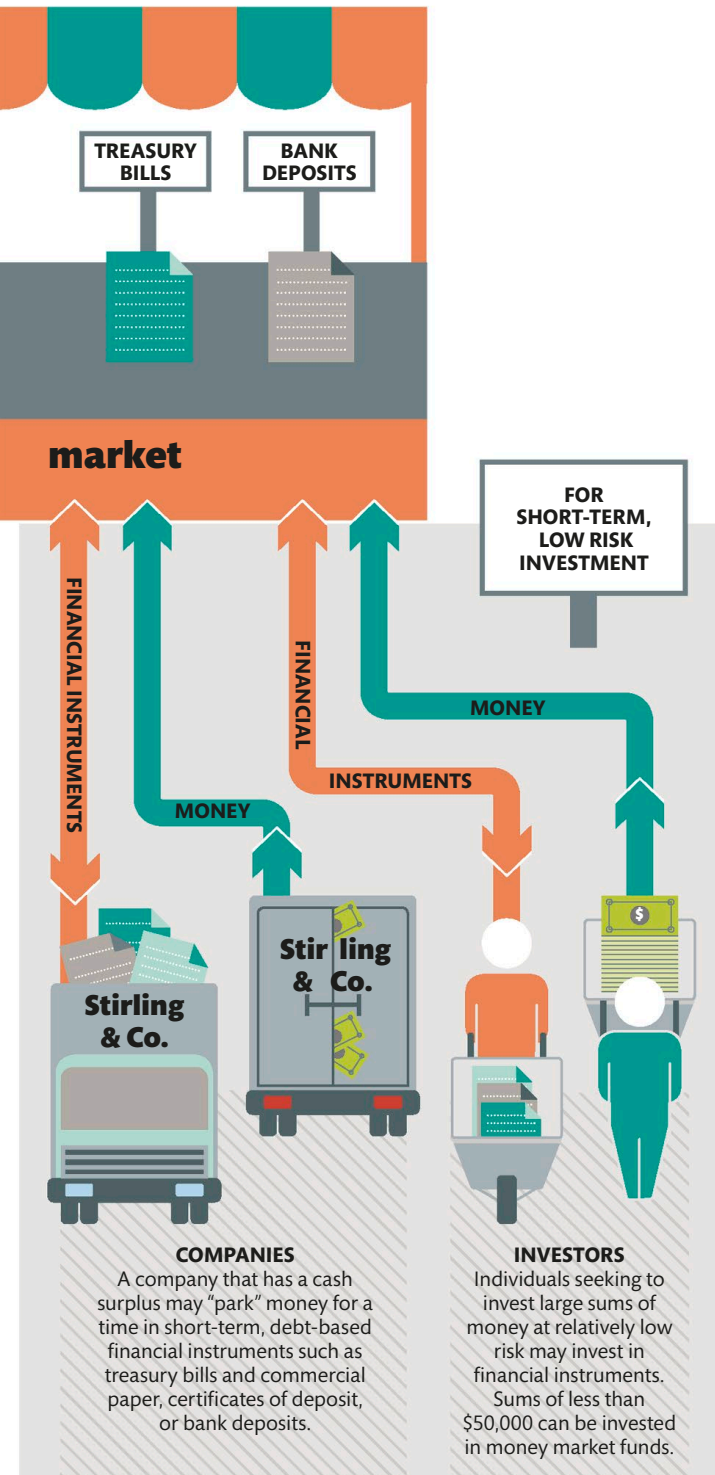 TREASURY
BILLS
BANK
DEPOSITS
market
FOR
SHORT-TERM,
LOW RISK
INVESTMENT
FINANCIAL INSTRUMENTS
MONEY
FINANCIAL
INSTRUMENTS
MONEY
Stirling
& Co.
Stir ling
& Co.
$
COMPANIES
A company that has a cash
surplus may “park” money for a
time in short-term, debt-based
financial instruments such as
treasury bills and commercial
paper, certificates of deposit,
or bank deposits.
INVESTORS
Individuals seeking to
invest large sums of
money at relatively low
risk may invest in
financial instruments.
Sums of less than
$50,000 can be invested
in money market funds.